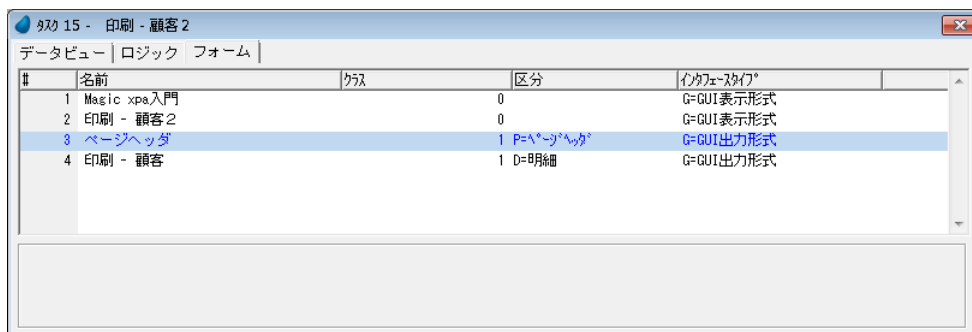 ﾀｽｸ 15 - 印刷 - 顧客２
データビュー ロジック フォーム
# 名前 ｸﾗｽ 区分 ｲﾝﾀﾌｪｰｽﾀｲﾌﾟ
1 Magic xpa入門 0 G=GUI表示形式
2 印刷 - 顧客２ 0 G=GUI表示形式
3 ページヘッダ 1 P=ﾍﾟｰｼﾞﾍｯﾀﾞ G=GUI出力形式
4 印刷 - 顧客 1 D=明細 G=GUI出力形式